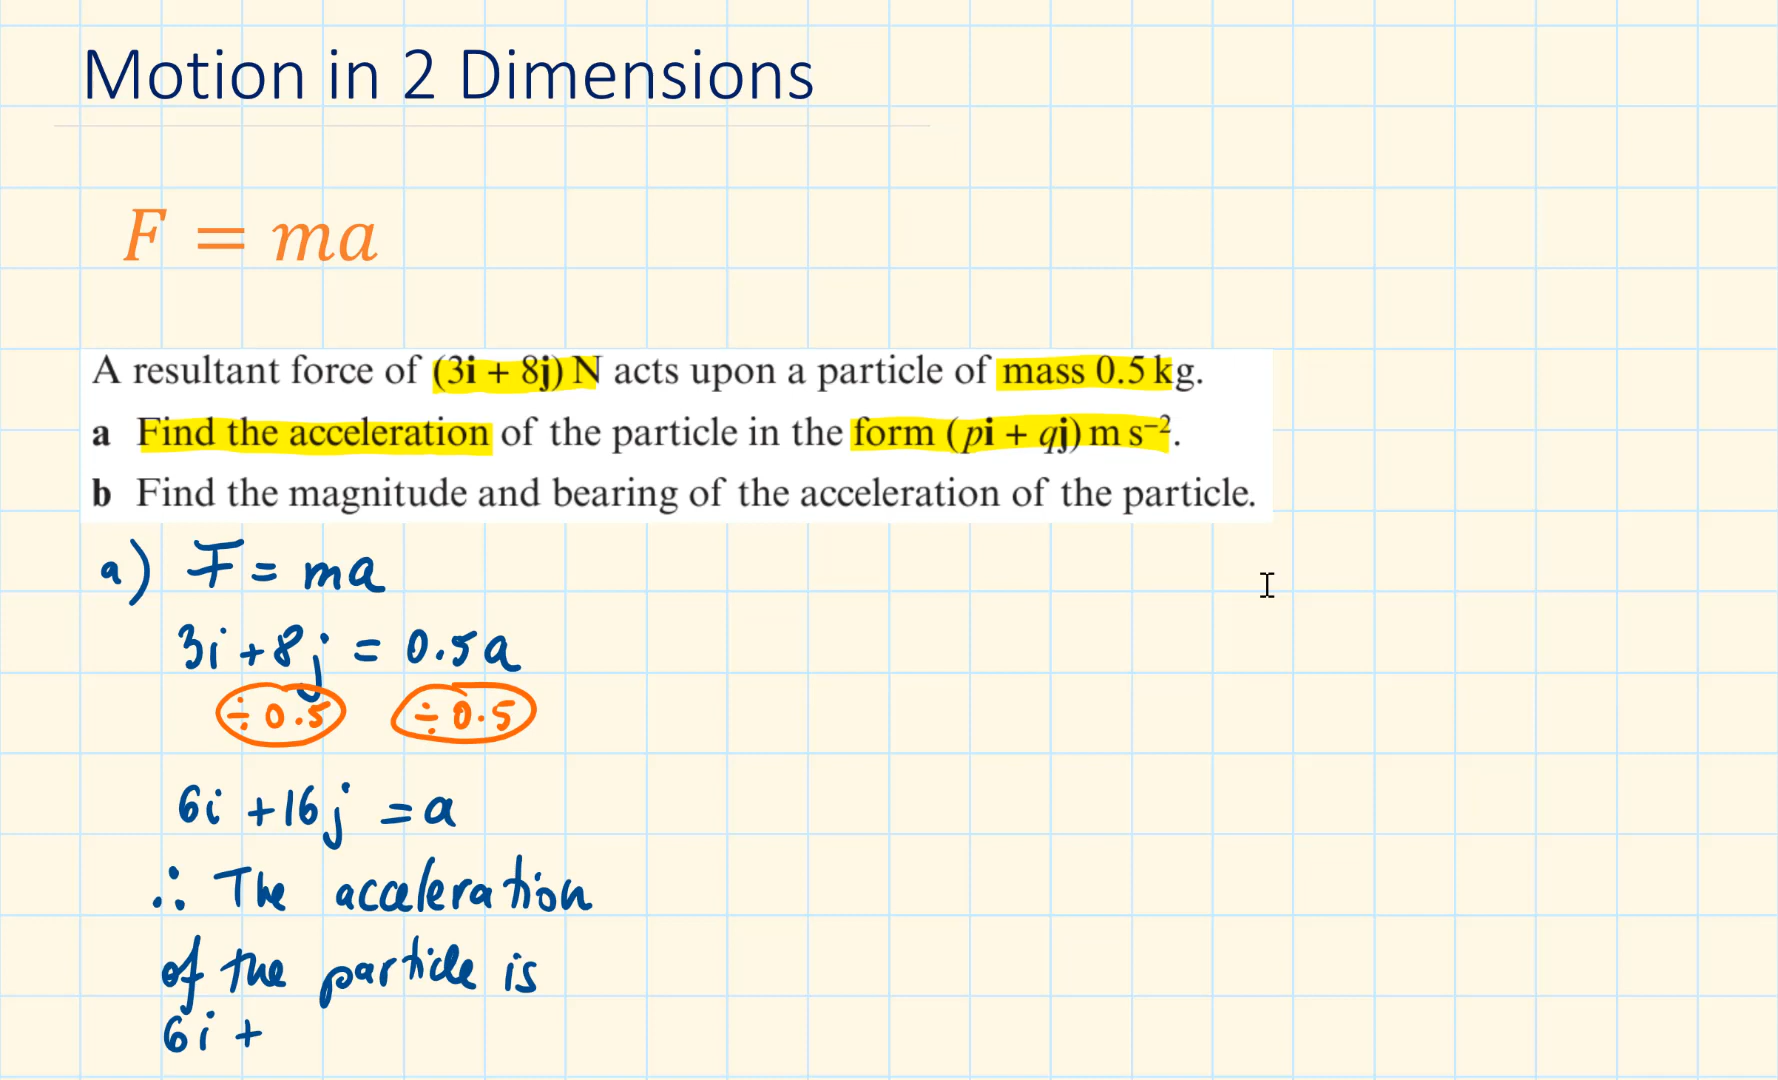 Motion in 2 Dimensions
F = ma
A resultant force of (3i + 8j) N acts upon a particle of mass 0.5 kg.
a Find the acceleration of the particle in the form (pi + qj) m s⁻².
b Find the magnitude and bearing of the acceleration of the particle.
a) F = ma
3i + 8j = 0.5a
÷ 0.5 ÷ 0.5
6i + 16j = a
∴ The acceleration
of the particle is
6i +